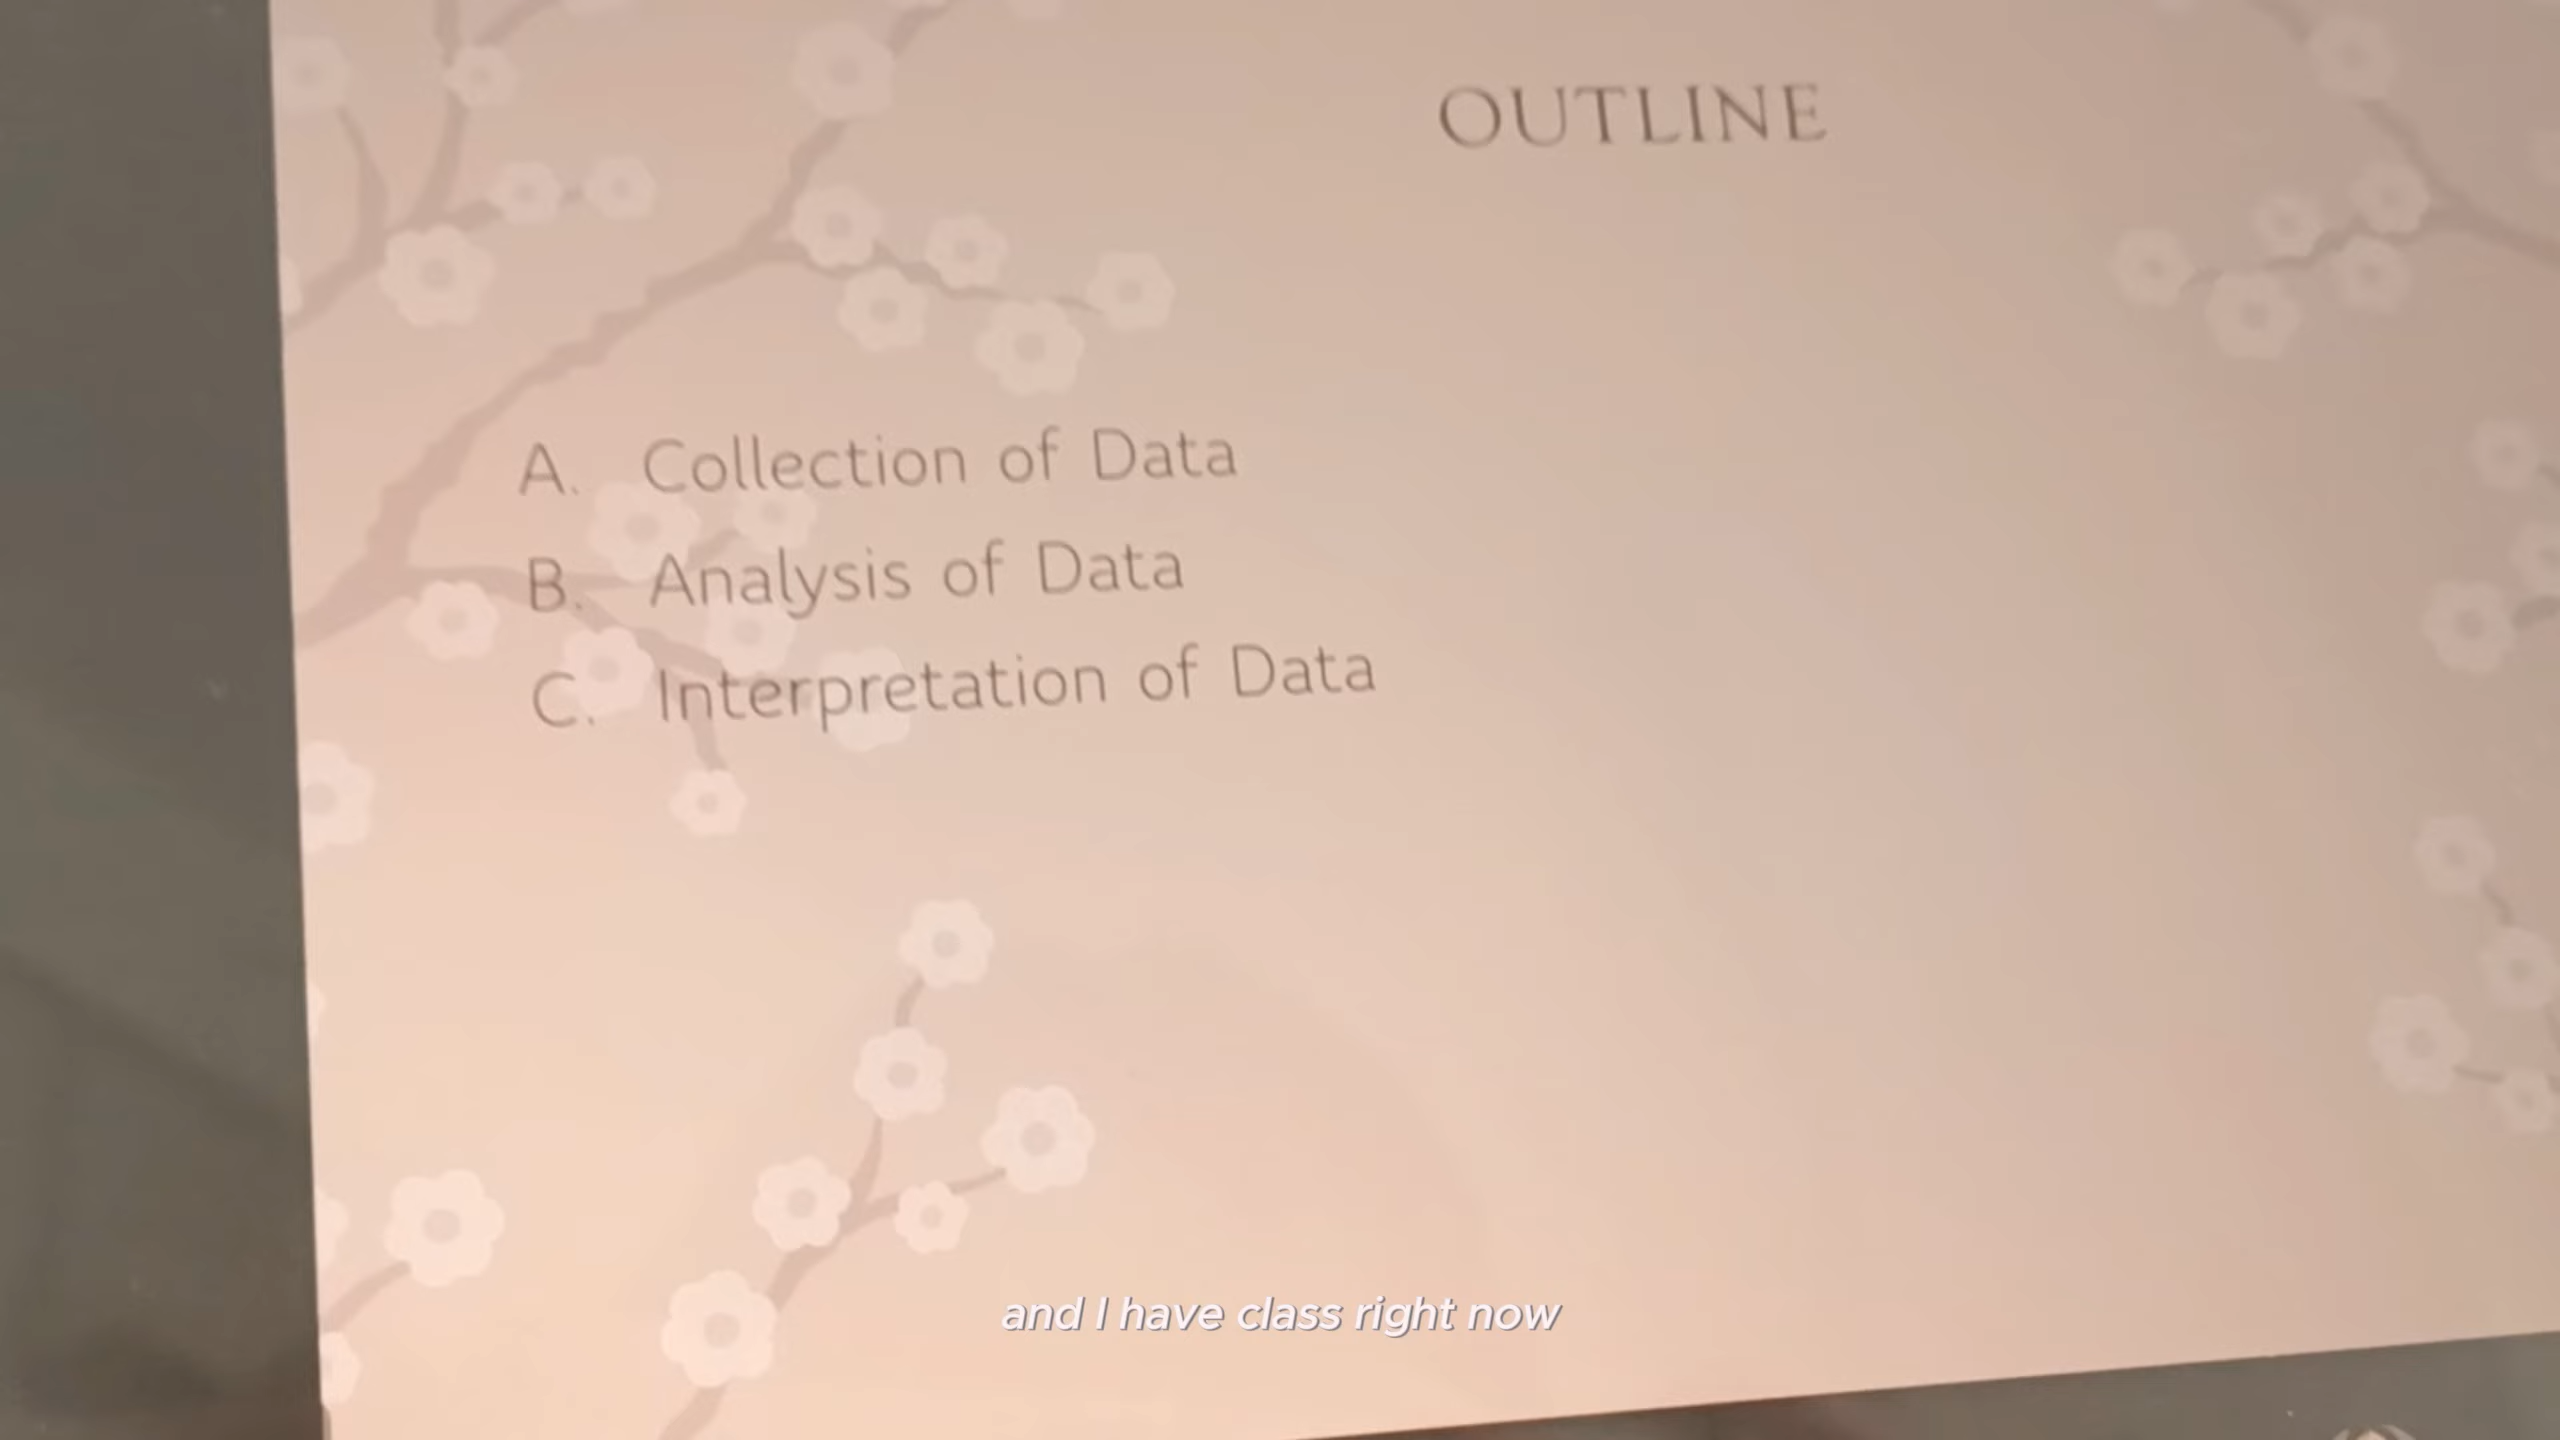 OUTLINE
A. Collection of Data
B. Analysis of Data
C. Interpretation of Data
and I have class right now